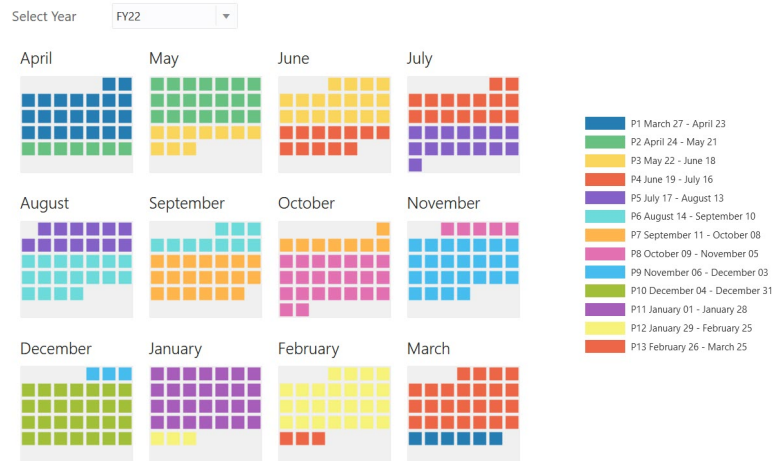 Select Year
FY22
April
May
June
July
August
September
October
November
December
January
February
March
P1 March 27 - April 23
P2 April 24 - May 21
P3 May 22 - June 18
P4 June 19 - July 16
P5 July 17 - August 13
P6 August 14 - September 10
P7 September 11 - October 08
P8 October 09 - November 05
P9 November 06 - December 03
P10 December 04 - December 31
P11 January 01 - January 28
P12 January 29 - February 25
P13 February 26 - March 25